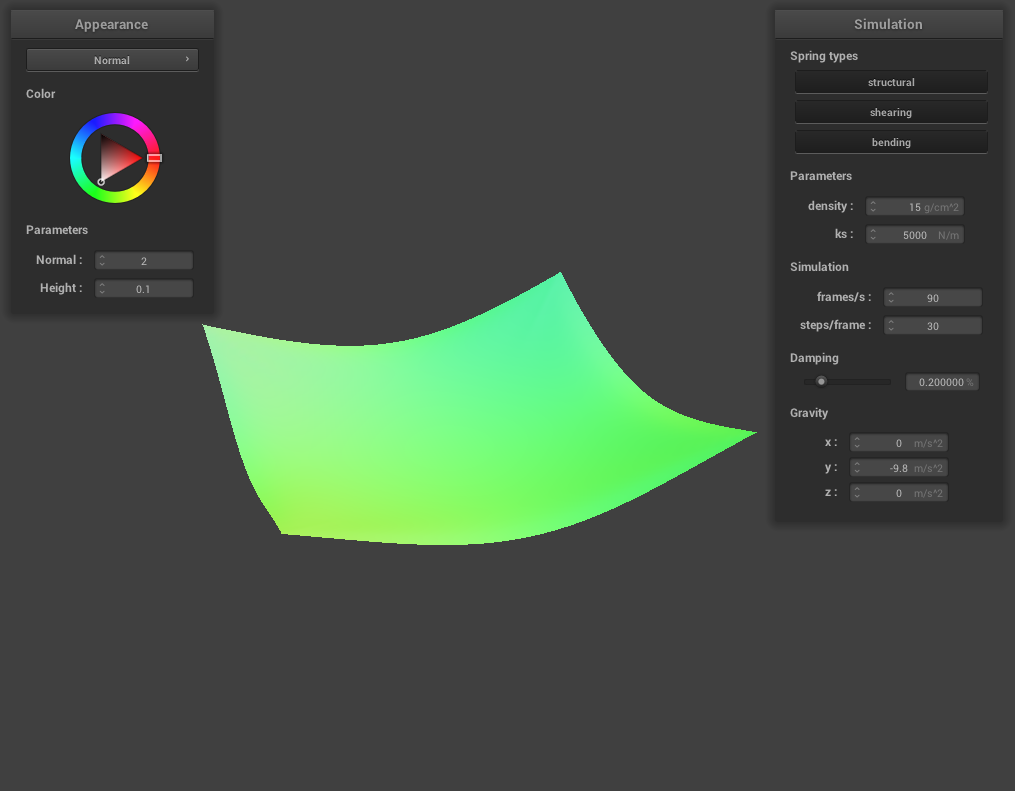 Appearance
Normal ›
Color
Parameters
Normal : 2
Height : 0.1
Simulation
Spring types
structural
shearing
bending
Parameters
density : 15 g/cm^2
ks : 5000 N/m
Simulation
frames/s : 90
steps/frame : 30
Damping
0.200000 %
Gravity
x : 0 m/s^2
y : -9.8 m/s^2
z : 0 m/s^2